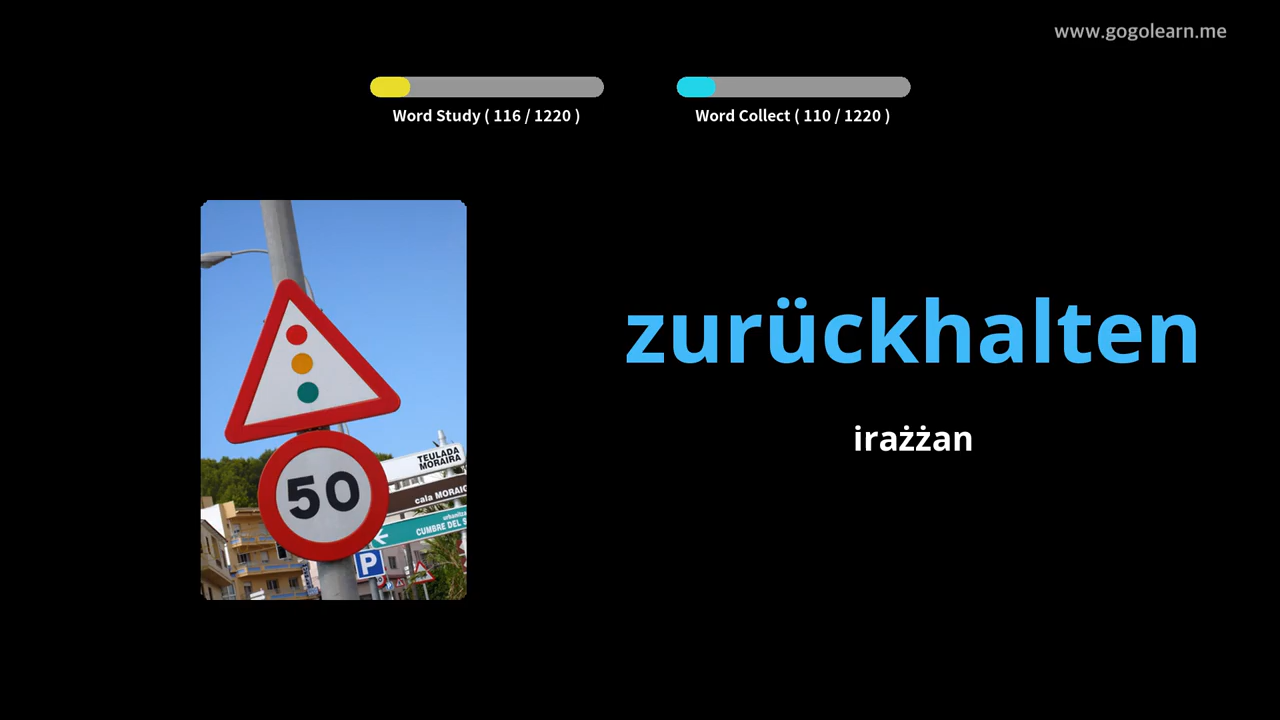 www.gogolearn.me
Word Study ( 116 / 1220 )
Word Collect ( 110 / 1220 )
zurückhalten
irażżan
TEULADA
MORAIRA
50
cala MORAIG
CUMBRE DEL S
P